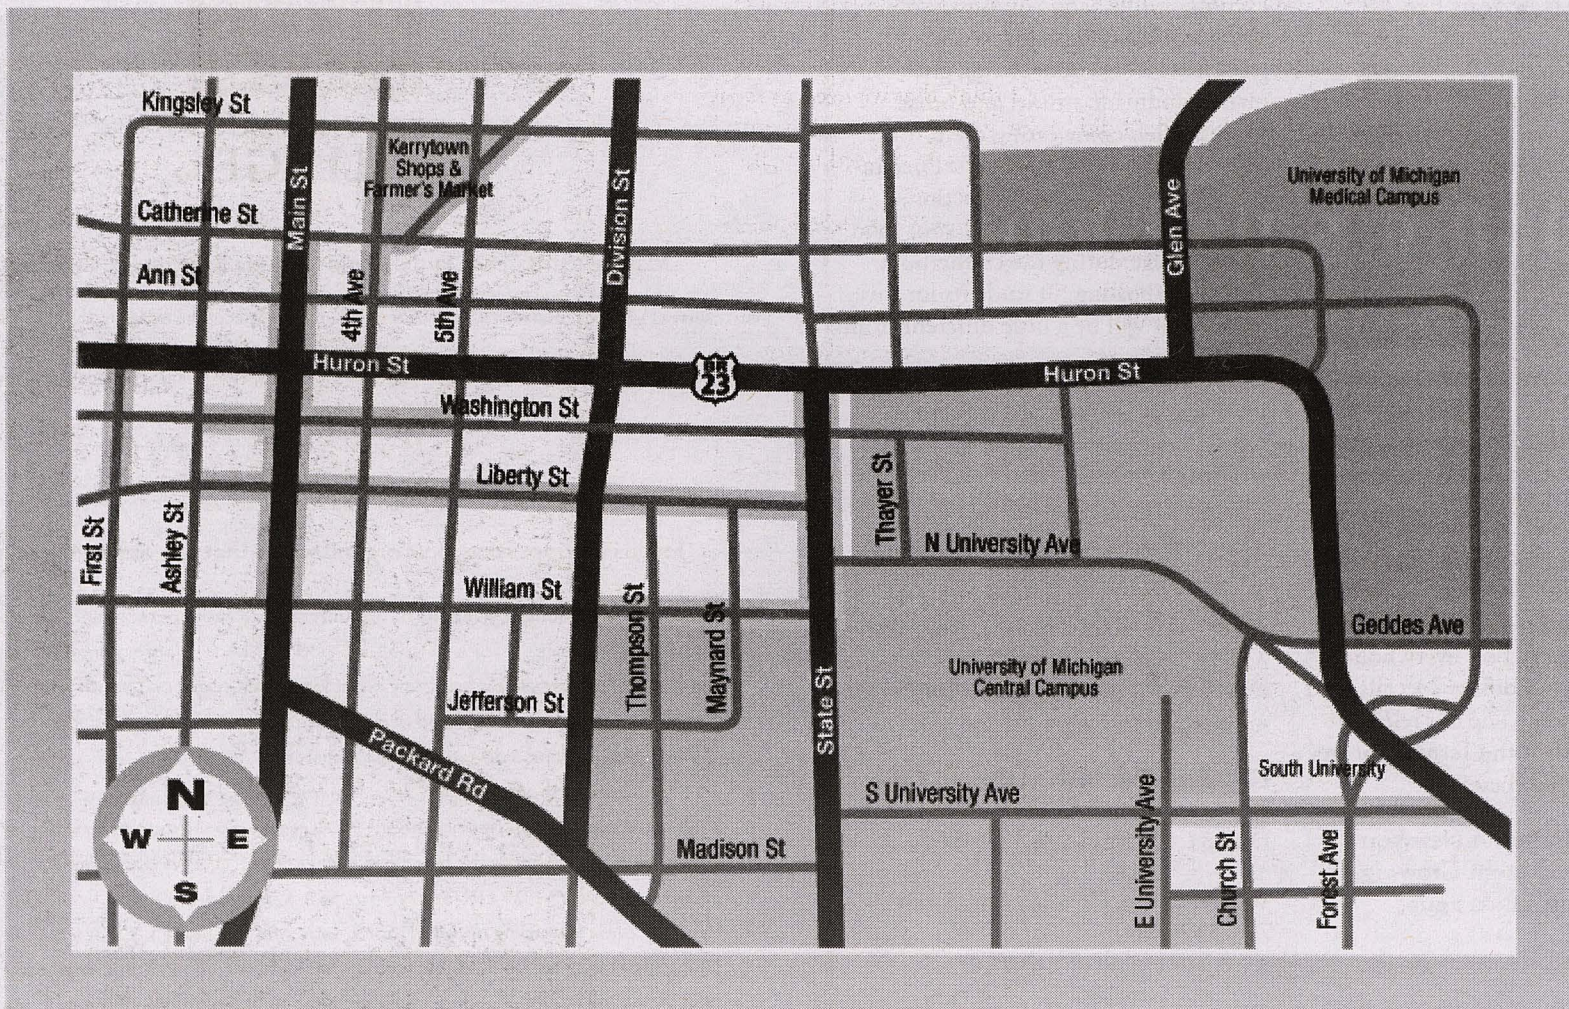 Kingsley St
Kerrytown
Shops &
Farmer's Market
University of Michigan
Medical Campus
Main St
Division St
Glen Ave
Catherine St
Ann St
4th Ave
5th Ave
Huron St
BR
23
Huron St
Washington St
Liberty St
Thayer St
First St
Ashley St
N University Ave
William St
Thompson St
Maynard St
Geddes Ave
University of Michigan
Central Campus
Jefferson St
State St
Packard Rd
South University
S University Ave
E University Ave
Church St
Forest Ave
Madison St
N
W E
S